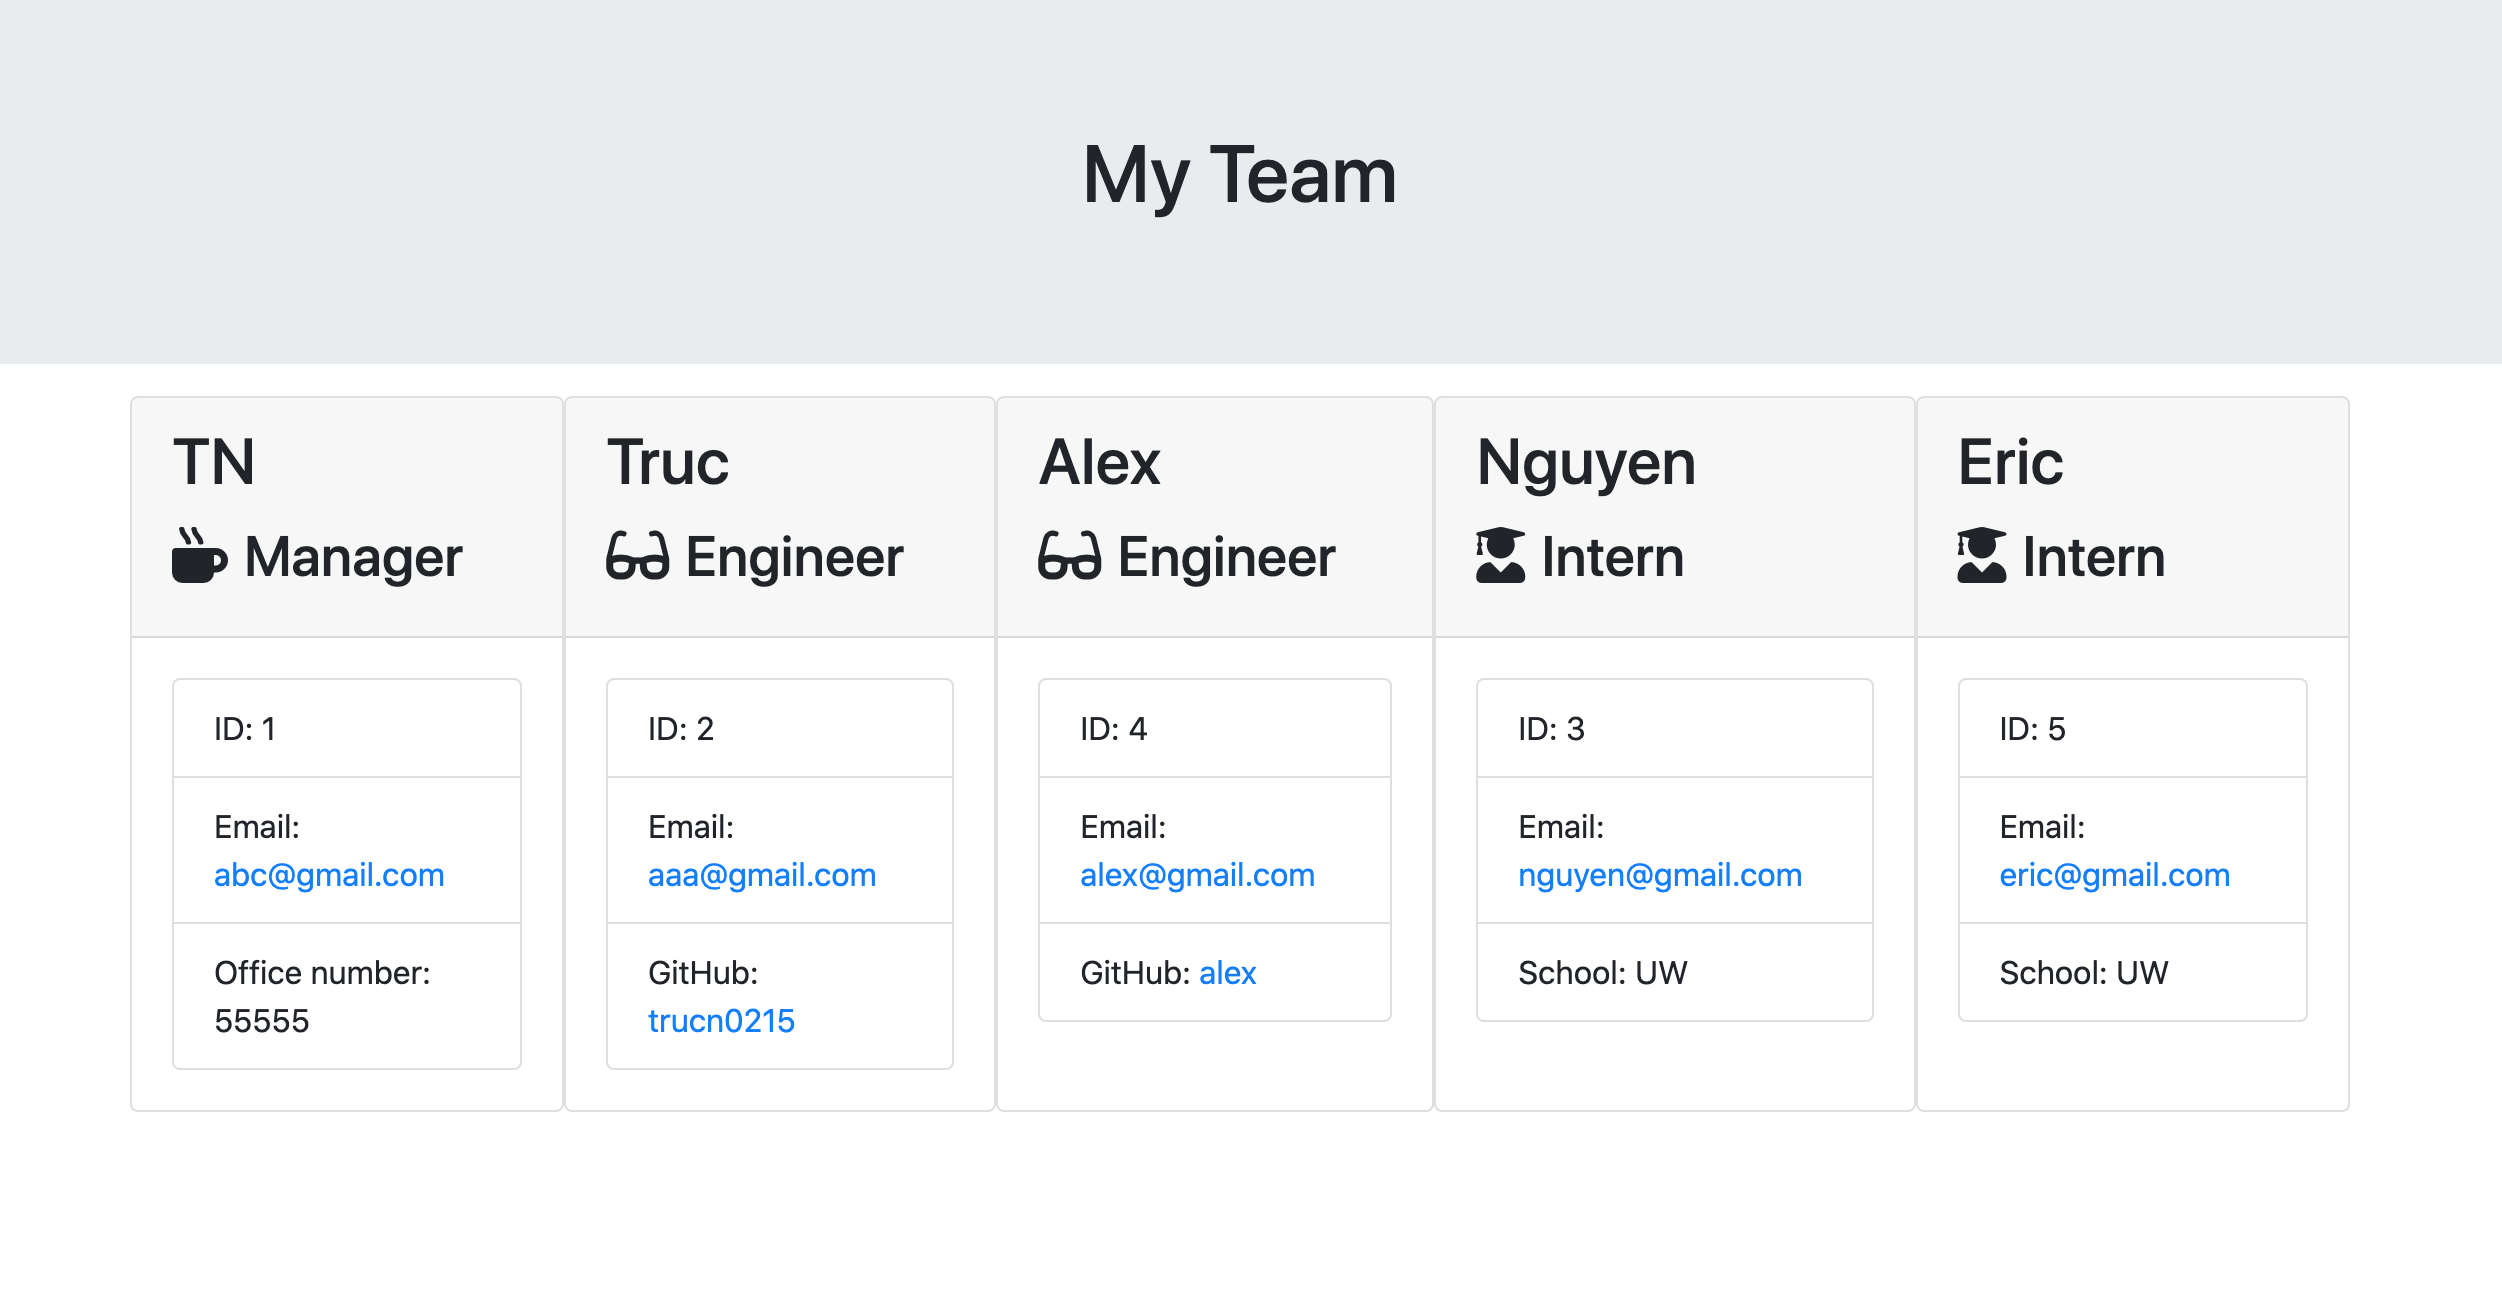 My Team
TN
Manager
ID: 1
Email:
abc@gmail.com
Office number:
55555
Truc
Engineer
ID: 2
Email:
aaa@gmail.com
GitHub:
trucn0215
Alex
Engineer
ID: 4
Email:
alex@gmail.com
GitHub: alex
Nguyen
Intern
ID: 3
Email:
nguyen@gmail.com
School: UW
Eric
Intern
ID: 5
Email:
eric@gmail.com
School: UW